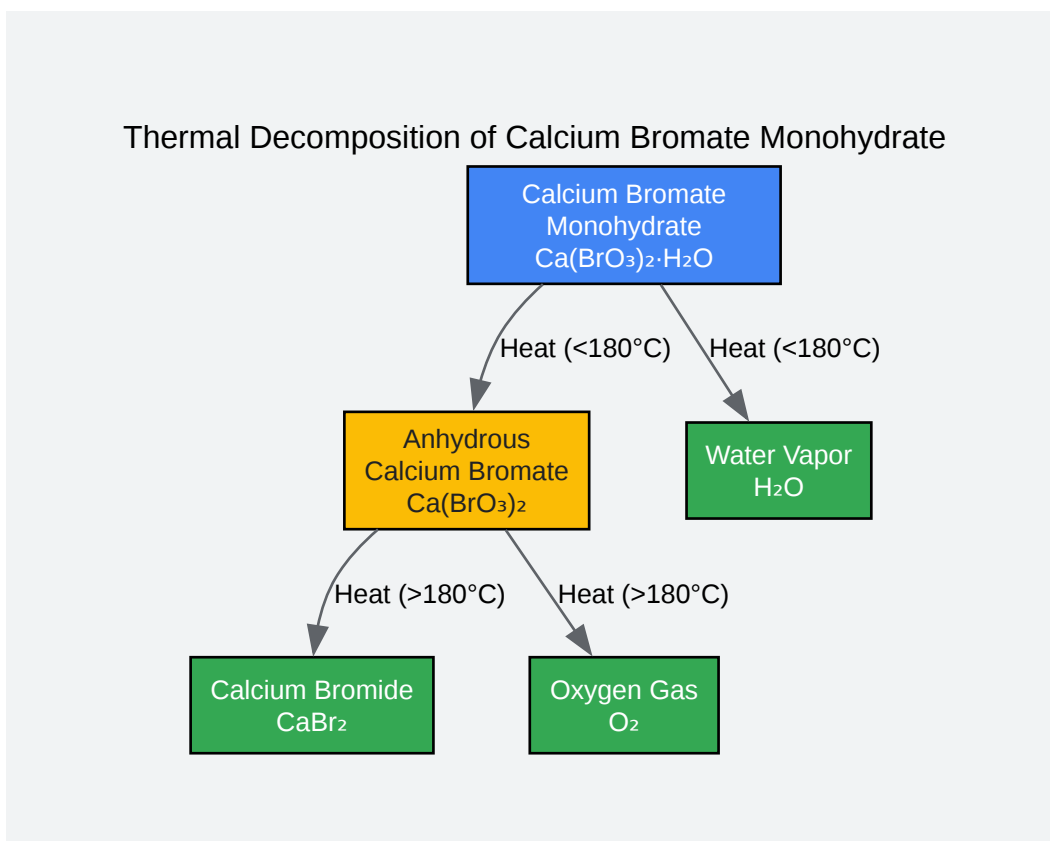 Thermal Decomposition of Calcium Bromate Monohydrate
Calcium Bromate
Monohydrate
Ca(BrO₃)₂·H₂O
Heat (<180°C)
Heat (<180°C)
Anhydrous
Calcium Bromate
Ca(BrO₃)₂
Water Vapor
H₂O
Heat (>180°C)
Heat (>180°C)
Calcium Bromide
CaBr₂
Oxygen Gas
O₂